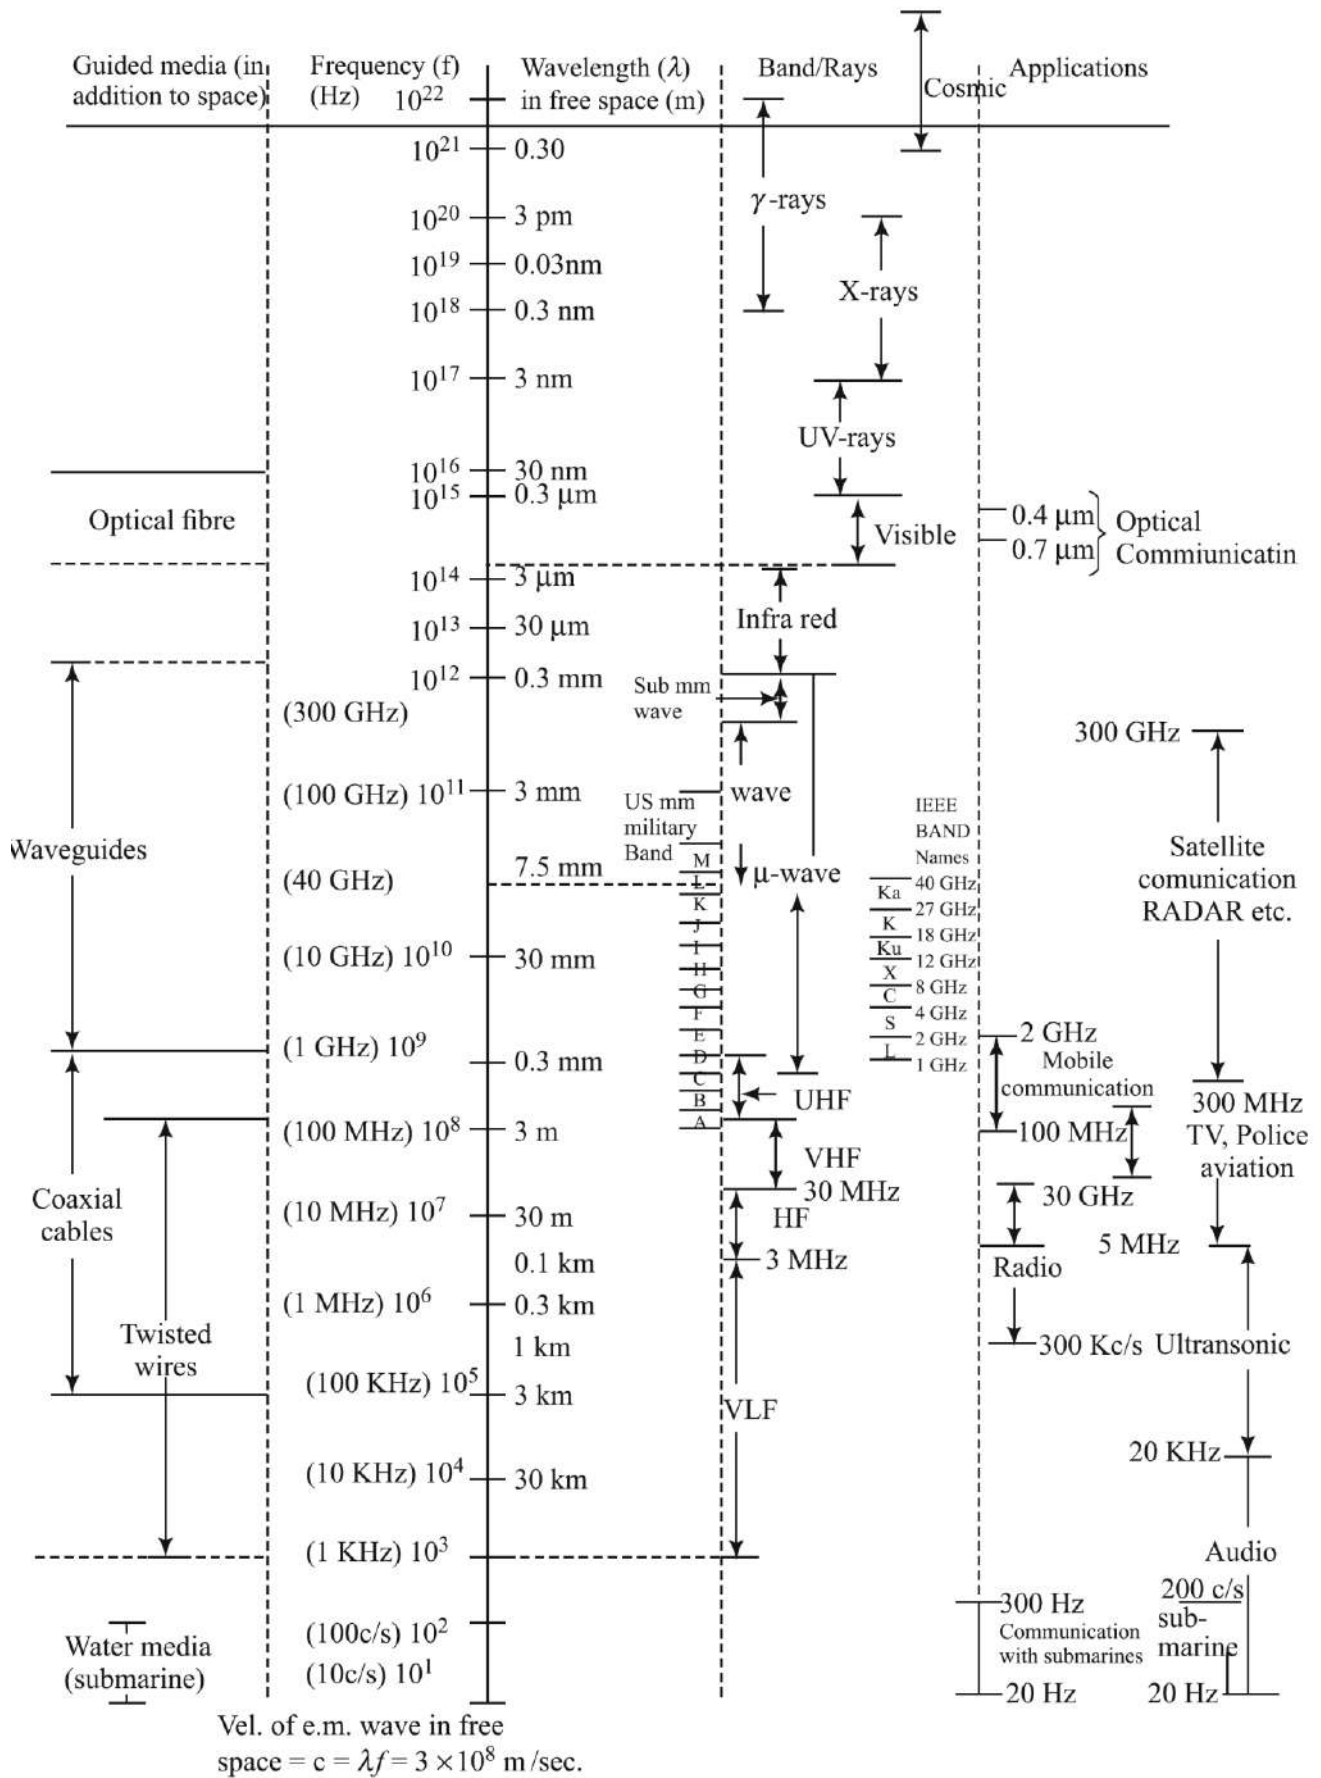 Guided media (in
addition to space)
Frequency (f)
(Hz) 10²²
Wavelength (λ)
in free space (m)
Band/Rays
Cosmic
Applications
10²¹ 0.30
γ-rays
10²⁰ 3 pm
10¹⁹ 0.03nm
X-rays
10¹⁸ 0.3 nm
10¹⁷ 3 nm
UV-rays
10¹⁶ 30 nm
10¹⁵ 0.3 μm
Optical fibre
Visible
0.4 μm
0.7 μm
Optical
Commiunicatin
10¹⁴ 3 μm
Infra red
10¹³ 30 μm
10¹² 0.3 mm
Sub mm
wave
(300 GHz)
300 GHz
(100 GHz) 10¹¹ 3 mm
wave
US mm
military
Band
IEEE
BAND
Names
Waveguides
(40 GHz)
7.5 mm
μ-wave
M
L
K
J
I
H
G
F
E
D
C
B
A
40 GHz
Ka
27 GHz
K
18 GHz
Ku
12 GHz
X
8 GHz
C
4 GHz
S
2 GHz
L
1 GHz
Satellite
comunication
RADAR etc.
(10 GHz) 10¹⁰ 30 mm
(1 GHz) 10⁹ 0.3 mm
2 GHz
Mobile
communication
UHF
300 MHz
TV, Police
aviation
(100 MHz) 10⁸ 3 m
100 MHz
VHF
30 MHz
30 GHz
Coaxial
cables
(10 MHz) 10⁷ 30 m
HF
5 MHz
0.1 km
3 MHz
Radio
(1 MHz) 10⁶ 0.3 km
Twisted
wires
1 km
300 Kc/s
Ultransonic
(100 KHz) 10⁵ 3 km
VLF
20 KHz
(10 KHz) 10⁴ 30 km
(1 KHz) 10³
Audio
200 c/s
sub-
marine
300 Hz
Communication
with submarines
Water media
(submarine)
(100c/s) 10²
(10c/s) 10¹
20 Hz
20 Hz
Vel. of e.m. wave in free
space = c = λf = 3 × 10⁸ m/sec.